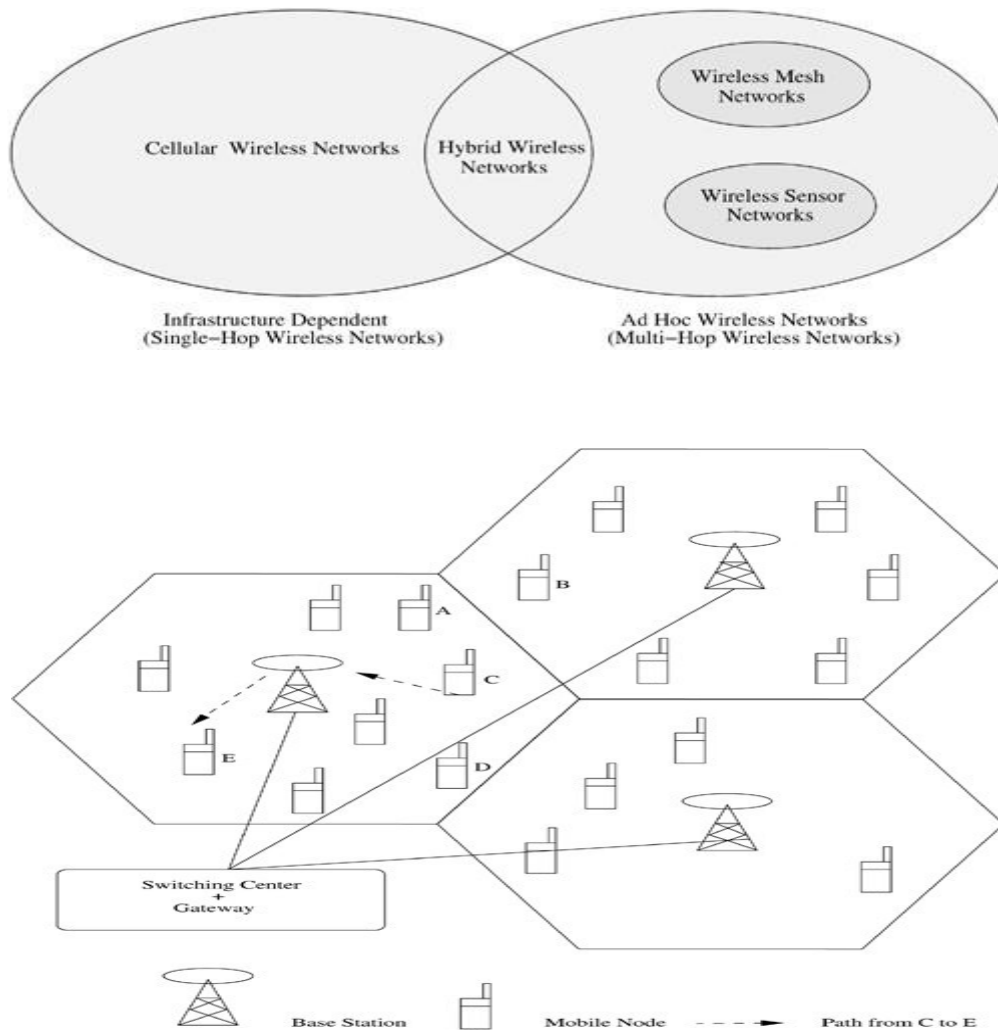 Wireless Mesh
Networks
Cellular Wireless Networks
Hybrid Wireless
Networks
Wireless Sensor
Networks
Infrastructure Dependent
(Single-Hop Wireless Networks)
Ad Hoc Wireless Networks
(Multi-Hop Wireless Networks)
B
A
C
E
D
Switching Center
+
Gateway
Base Station
Mobile Node
Path from C to E